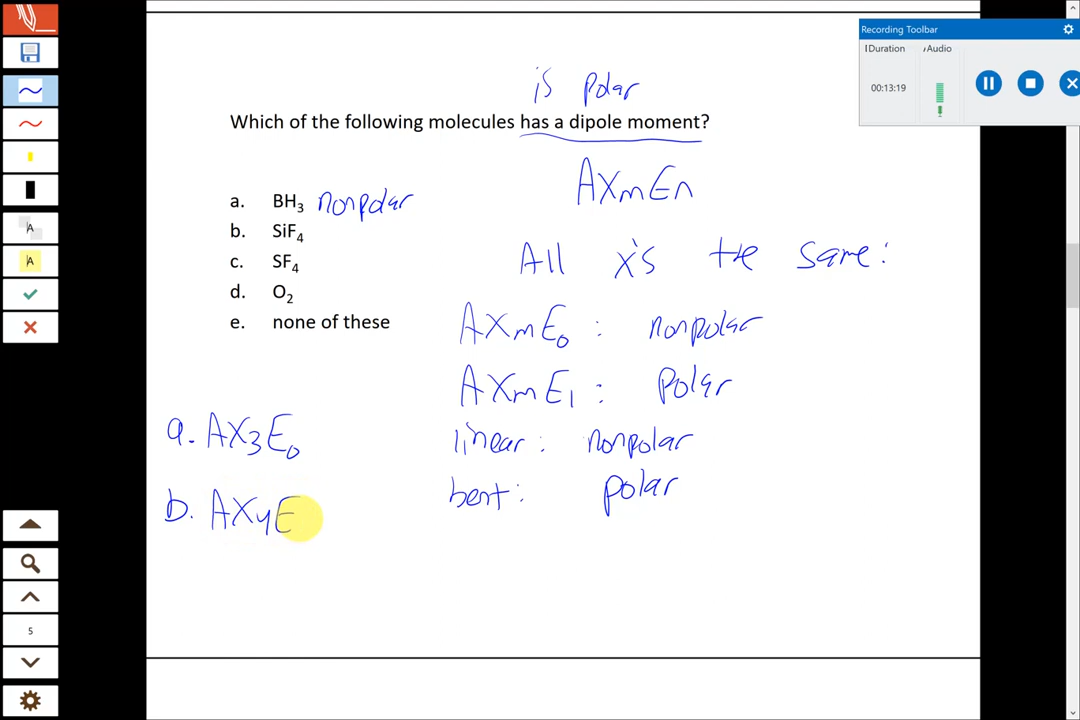 Recording Toolbar
Duration
Audio
00:13:19
is polar
Which of the following molecules has a dipole moment?
AXmEn
a. BH₃ nonpolar
b. SiF₄
c. SF₄
d. O₂
e. none of these
All x's the same:
AXmE₀ : nonpolar
AXmE₁ : polar
linear : nonpolar
bent : polar
a. AX₃E₀
b. AX₄E
A
A
5